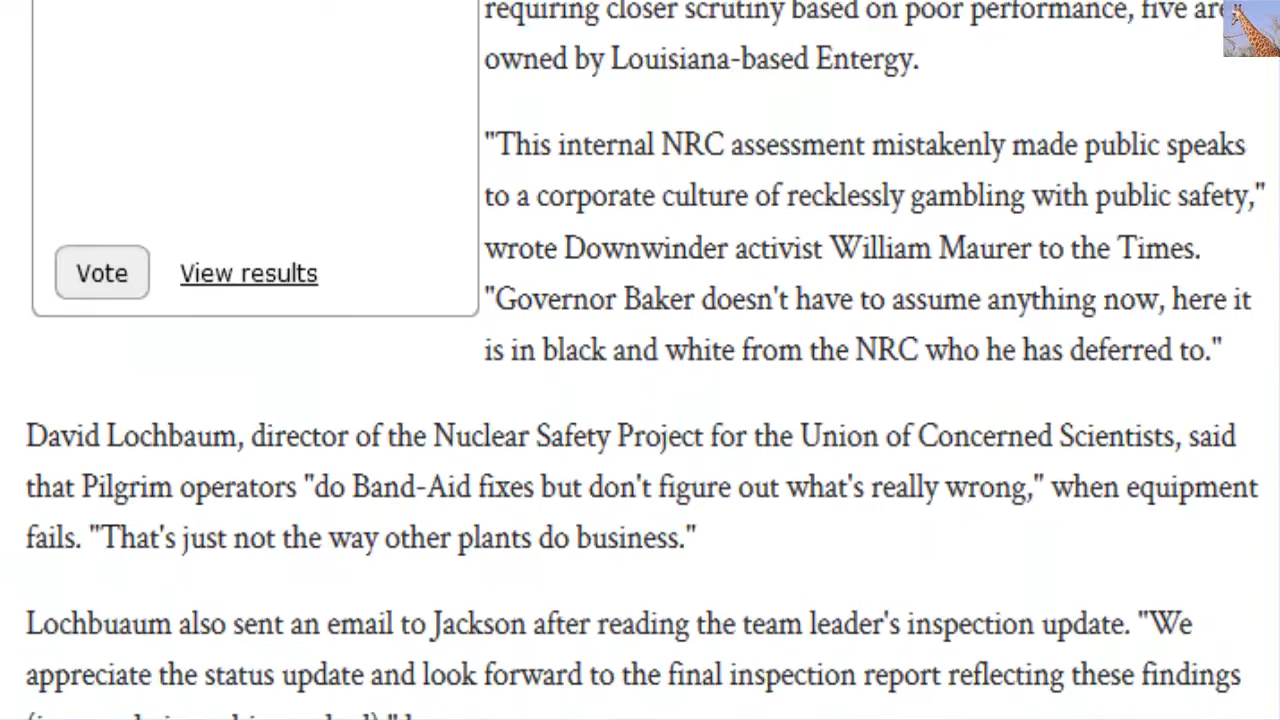 requiring closer scrutiny based on poor performance, five are
owned by Louisiana-based Entergy.
"This internal NRC assessment mistakenly made public speaks
to a corporate culture of recklessly gambling with public safety,"
wrote Downwinder activist William Maurer to the Times.
"Governor Baker doesn't have to assume anything now, here it
is in black and white from the NRC who he has deferred to."
Vote
View results
David Lochbaum, director of the Nuclear Safety Project for the Union of Concerned Scientists, said
that Pilgrim operators "do Band-Aid fixes but don't figure out what's really wrong," when equipment
fails. "That's just not the way other plants do business."
Lochbuaum also sent an email to Jackson after reading the team leader's inspection update. "We
appreciate the status update and look forward to the final inspection report reflecting these findings